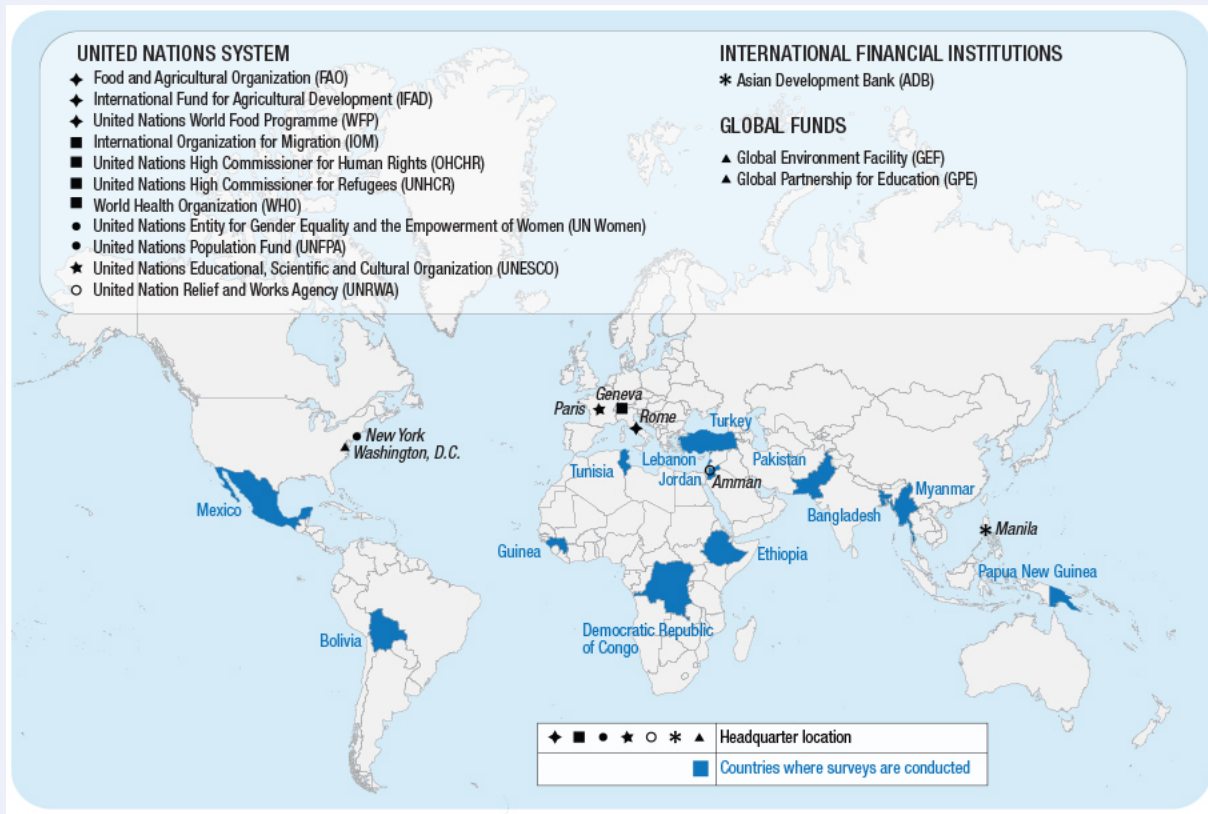 UNITED NATIONS SYSTEM
Food and Agricultural Organization (FAO)
International Fund for Agricultural Development (IFAD)
United Nations World Food Programme (WFP)
International Organization for Migration (IOM)
United Nations High Commissioner for Human Rights (OHCHR)
United Nations High Commissioner for Refugees (UNHCR)
World Health Organization (WHO)
United Nations Entity for Gender Equality and the Empowerment of Women (UN Women)
United Nations Population Fund (UNFPA)
United Nations Educational, Scientific and Cultural Organization (UNESCO)
United Nation Relief and Works Agency (UNRWA)
INTERNATIONAL FINANCIAL INSTITUTIONS
Asian Development Bank (ADB)
GLOBAL FUNDS
Global Environment Facility (GEF)
Global Partnership for Education (GPE)
Geneva
Paris
Rome
New York
Washington, D.C.
Turkey
Tunisia
Lebanon
Jordan
Amman
Pakistan
Myanmar
Mexico
Bangladesh
Manila
Guinea
Ethiopia
Papua New Guinea
Bolivia
Democratic Republic
of Congo
Headquarter location
Countries where surveys are conducted